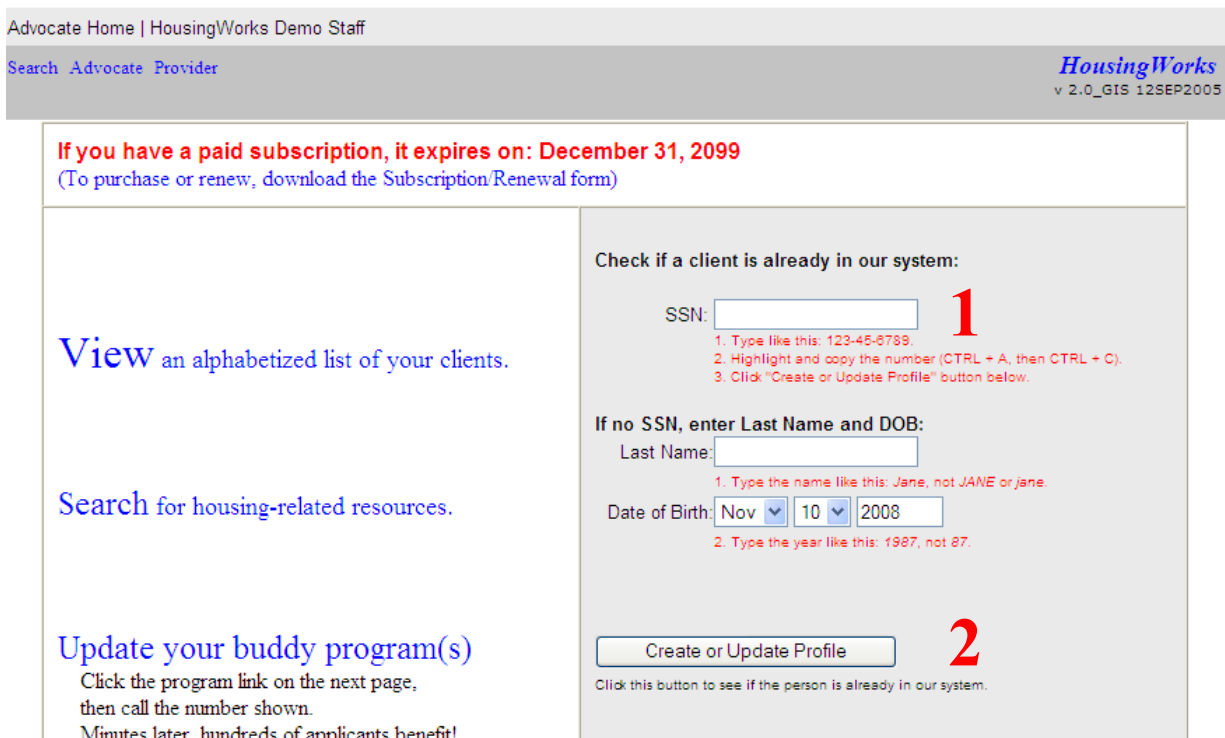 Advocate Home | HousingWorks Demo Staff
Search Advocate Provider
HousingWorks
v 2.0_GIS 12SEP2005
If you have a paid subscription, it expires on: December 31, 2099
(To purchase or renew, download the Subscription/Renewal form)
View an alphabetized list of your clients.
Search for housing-related resources.
Update your buddy program(s)
Click the program link on the next page,
then call the number shown.
Minutes later, hundreds of applicants benefit!
Check if a client is already in our system:
SSN:
1
1. Type like this: 123-45-6789.
2. Highlight and copy the number (CTRL + A, then CTRL + C).
3. Click "Create or Update Profile" button below.
If no SSN, enter Last Name and DOB:
Last Name:
1. Type the name like this: Jane, not JANE or jane.
Date of Birth: Nov 10 2008
2. Type the year like this: 1987, not 87.
Create or Update Profile
2
Click this button to see if the person is already in our system.